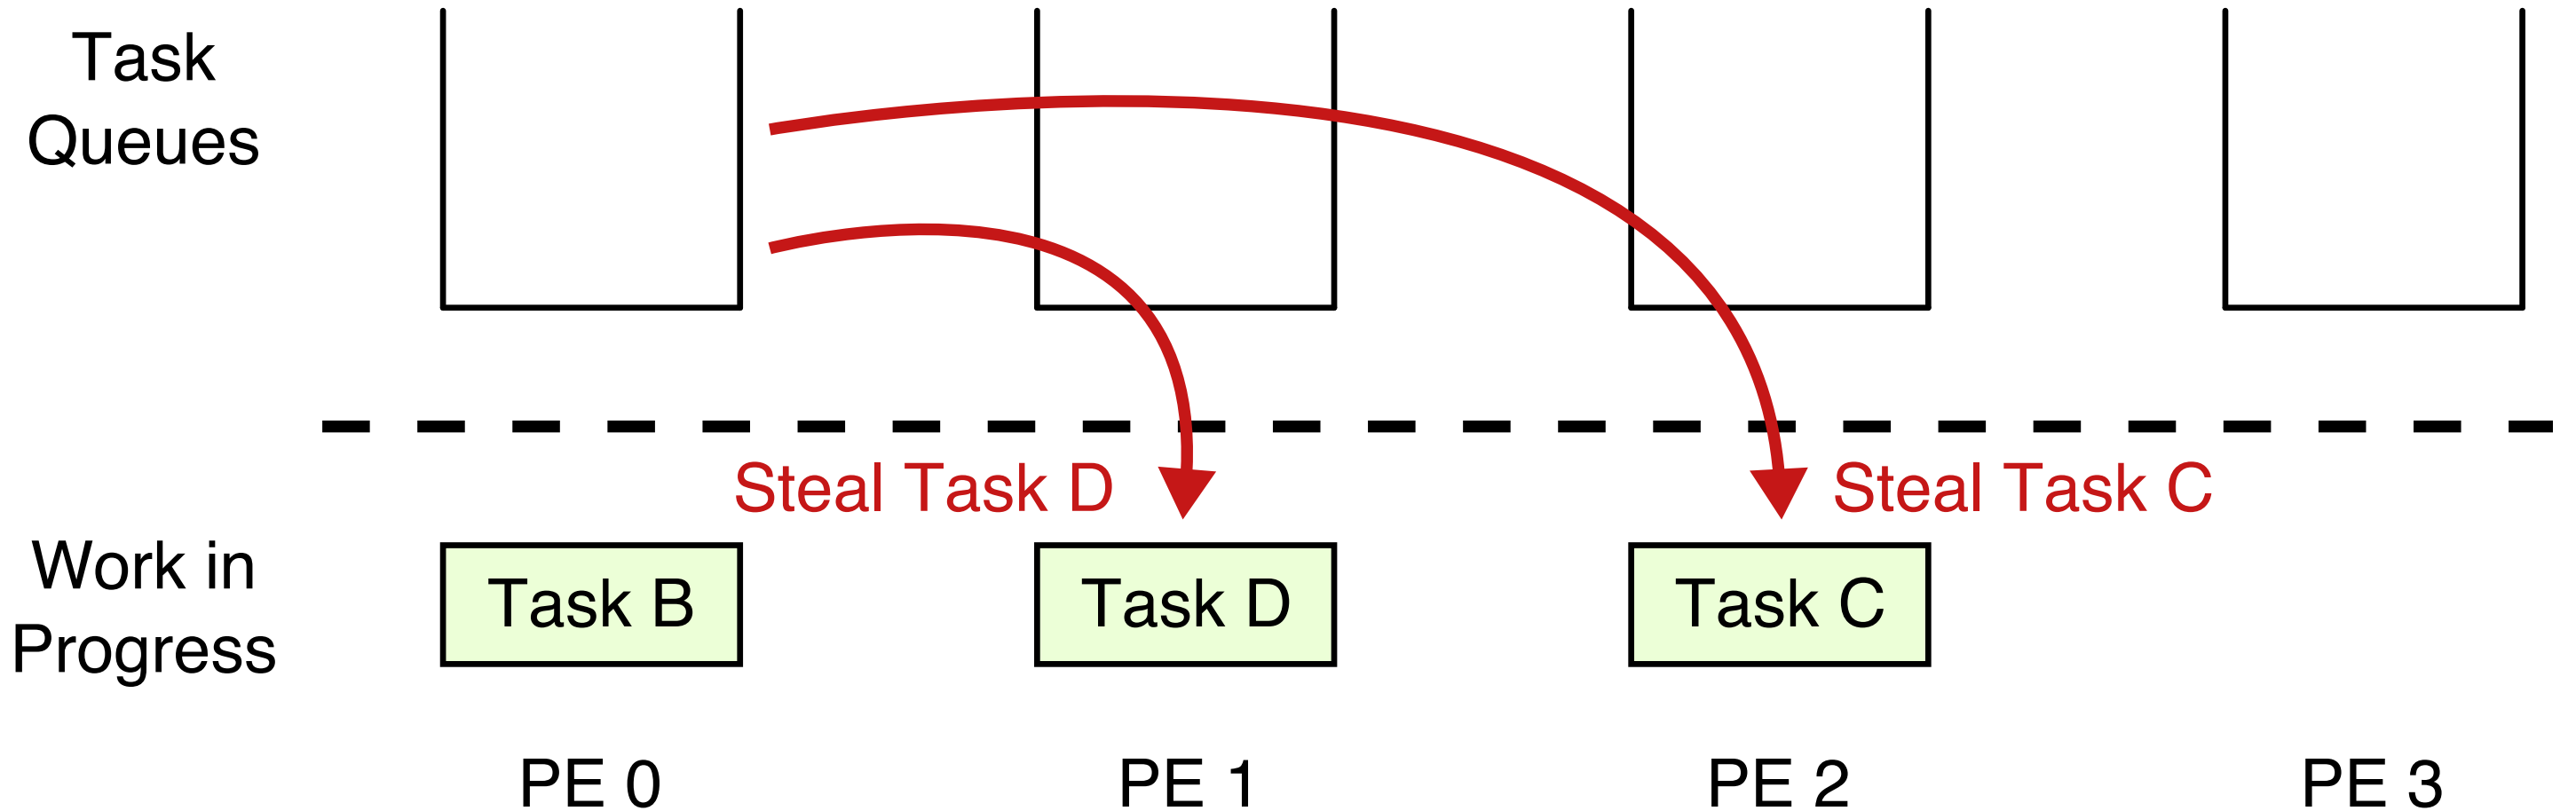 Task
Queues
Steal Task D
Steal Task C
Work in
Progress
Task B
Task D
Task C
PE 0
PE 1
PE 2
PE 3